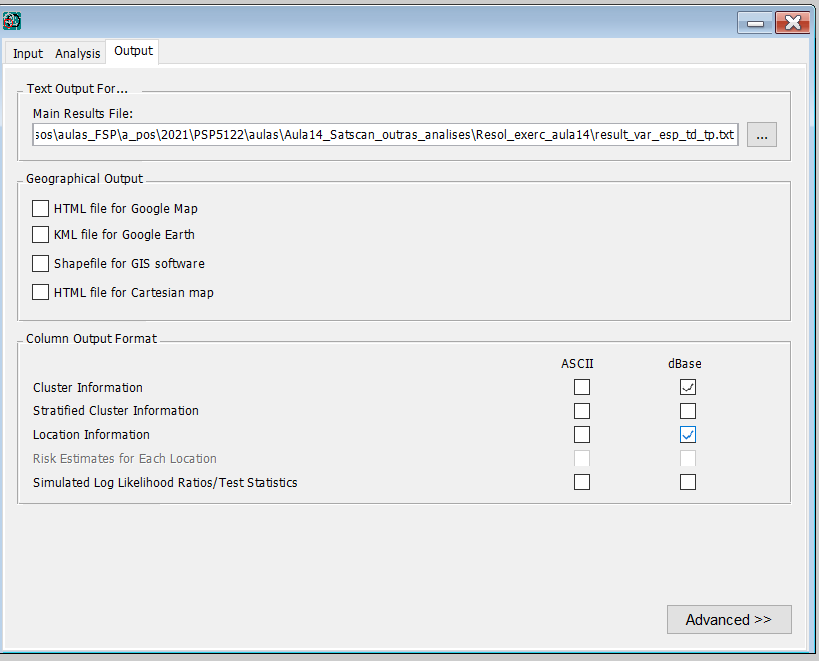 Input Analysis Output
Text Output For...
Main Results File:
sos\aulas_FSP\a_pos\2021\PSP5122\aulas\Aula14_Satscan_outras_analises\Resol_exerc_aula14\result_var_esp_td_tp.txt ...
Geographical Output
HTML file for Google Map
KML file for Google Earth
Shapefile for GIS software
HTML file for Cartesian map
Column Output Format
ASCII dBase
Cluster Information
Stratified Cluster Information
Location Information
Risk Estimates for Each Location
Simulated Log Likelihood Ratios/Test Statistics
Advanced >>